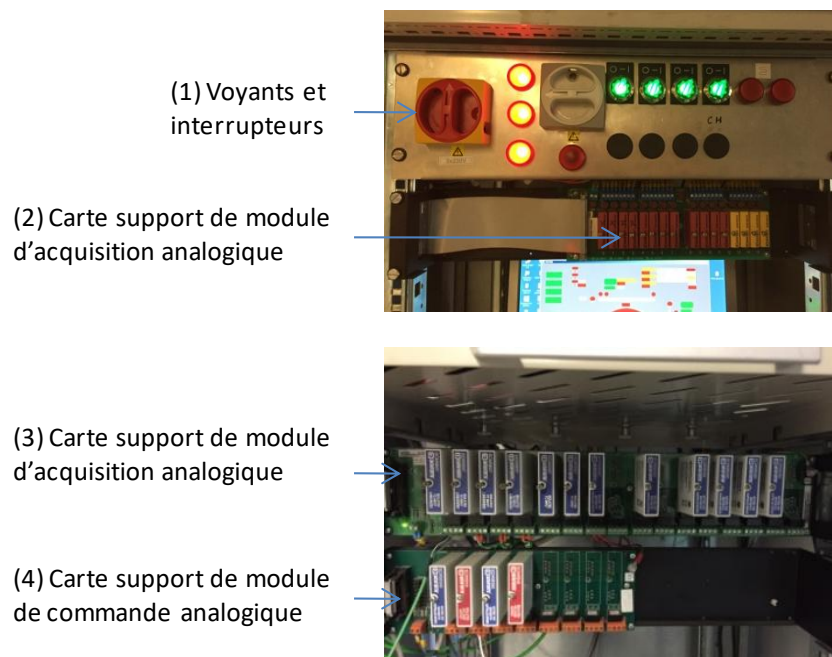 (1) Voyants et
interrupteurs
(2) Carte support de module
d'acquisition analogique
C H
(3) Carte support de module
d'acquisition analogique
(4) Carte support de module
de commande analogique